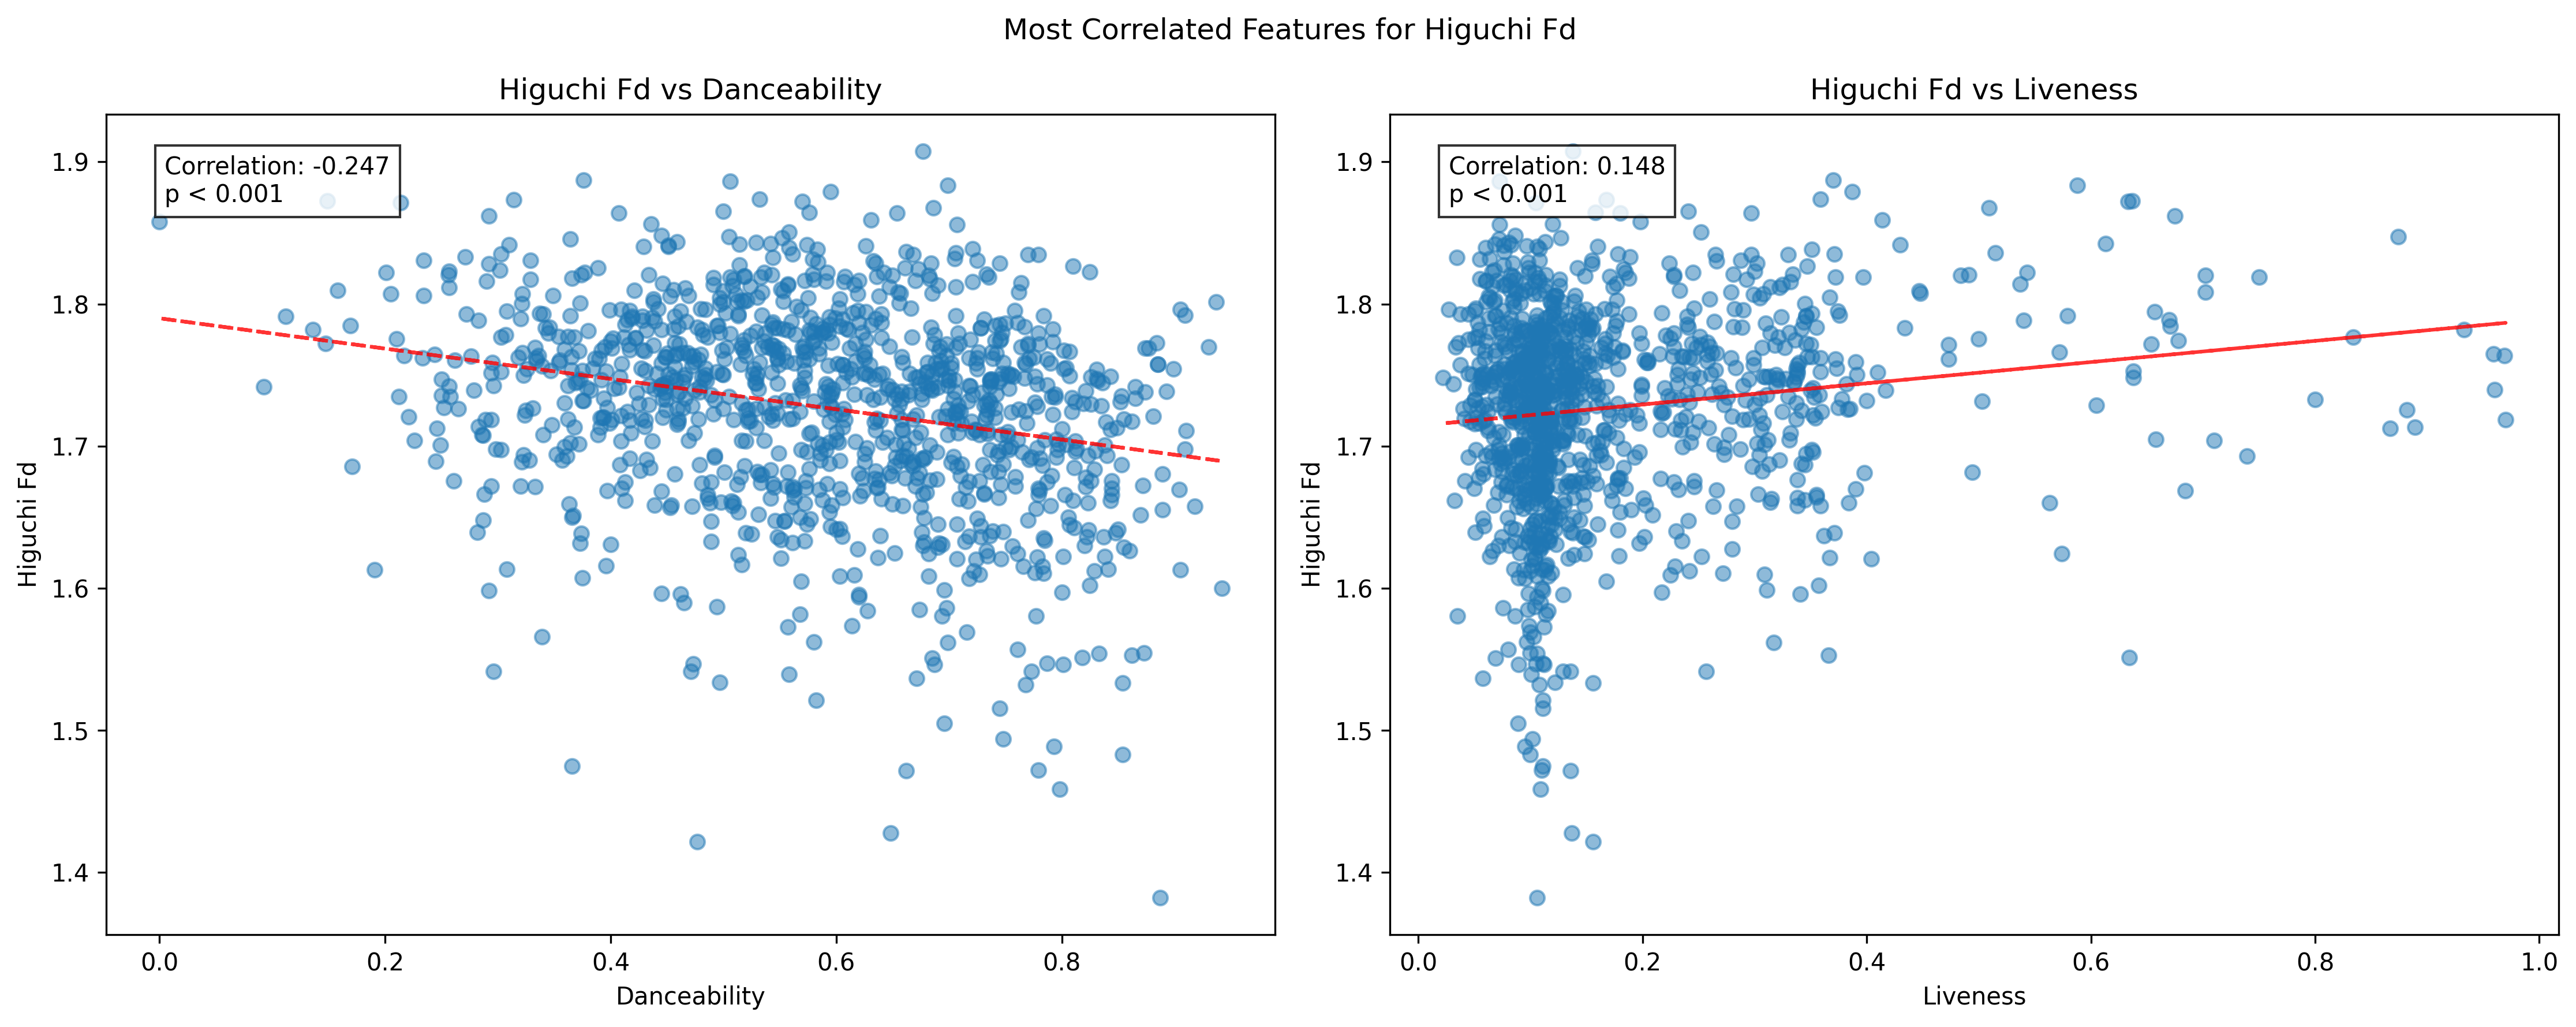 Most Correlated Features for Higuchi Fd
Higuchi Fd vs Danceability
Correlation: -0.247
p < 0.001
1.9
1.8
1.7
1.6
1.5
1.4
Higuchi Fd
0.0 0.2 0.4 0.6 0.8
Danceability
Higuchi Fd vs Liveness
Correlation: 0.148
p < 0.001
1.9
1.8
1.7
1.6
1.5
1.4
Higuchi Fd
0.0 0.2 0.4 0.6 0.8 1.0
Liveness